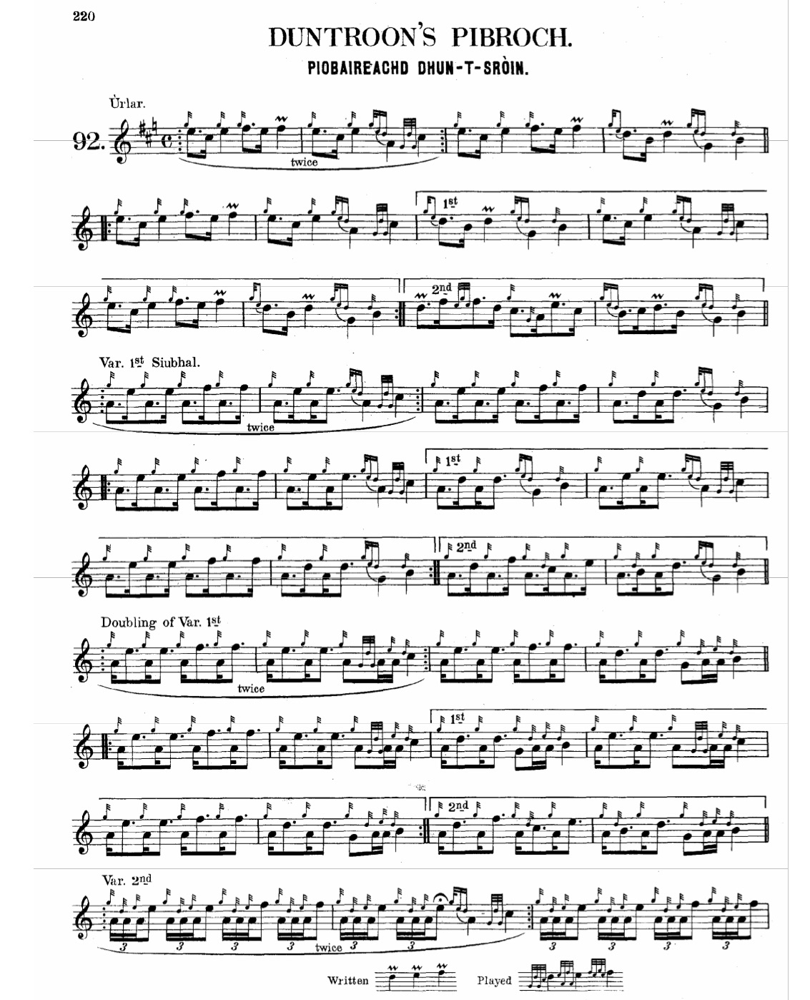 220
DUNTROON'S PIBROCH.
PIOBAIREACHD DHUN-T-SRÒIN.
Ùrlar.
92.
twice
1st
2nd
Var. 1st Siubhal.
twice
1st
2nd
Doubling of Var. 1st
twice
1st
2nd
Var. 2nd
3 3 3 3 3 3 3 3 3 3
twice
Written Played